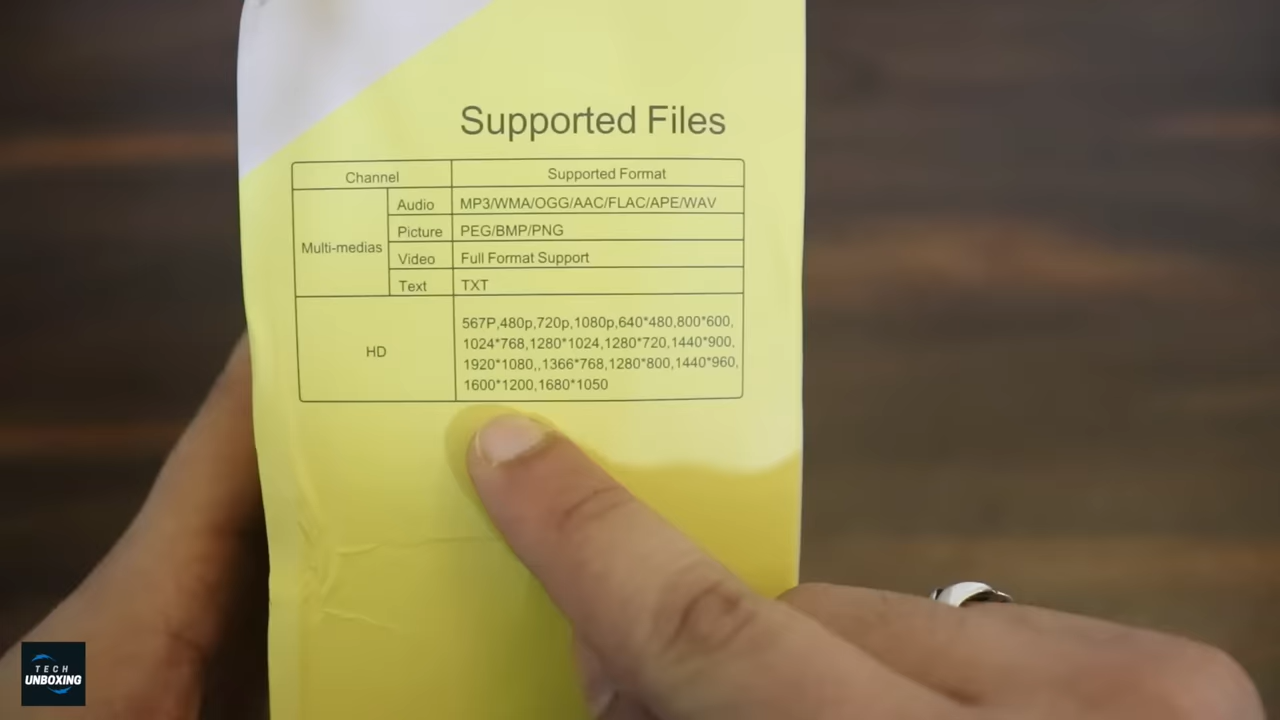 Supported Files
Channel
Supported Format
Multi-medias
Audio
MP3/WMA/OGG/AAC/FLAC/APE/WAV
Picture
PEG/BMP/PNG
Video
Full Format Support
Text
TXT
HD
567P,480p,720p,1080p,640*480,800*600,
1024*768,1280*1024,1280*720,1440*900,
1920*1080,,1366*768,1280*800,1440*960,
1600*1200,1680*1050
TECH
UNBOXING